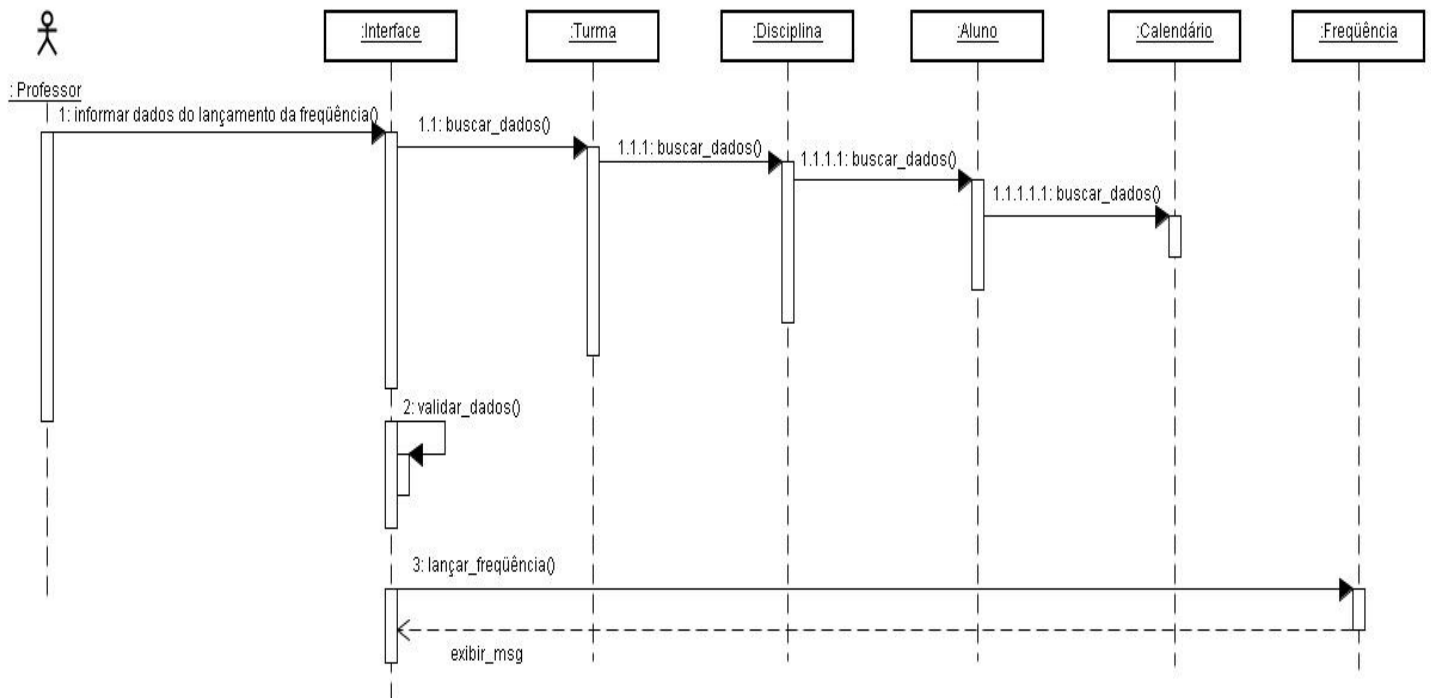 :Interface
:Turma
:Disciplina
:Aluno
:Calendário
:Freqüência
: Professor
1: informar dados do lançamento da freqüência()
1.1: buscar_dados()
1.1.1: buscar_dados()
1.1.1.1: buscar_dados()
1.1.1.1.1: buscar_dados()
2: validar_dados()
3: lançar_freqüência()
exibir_msg